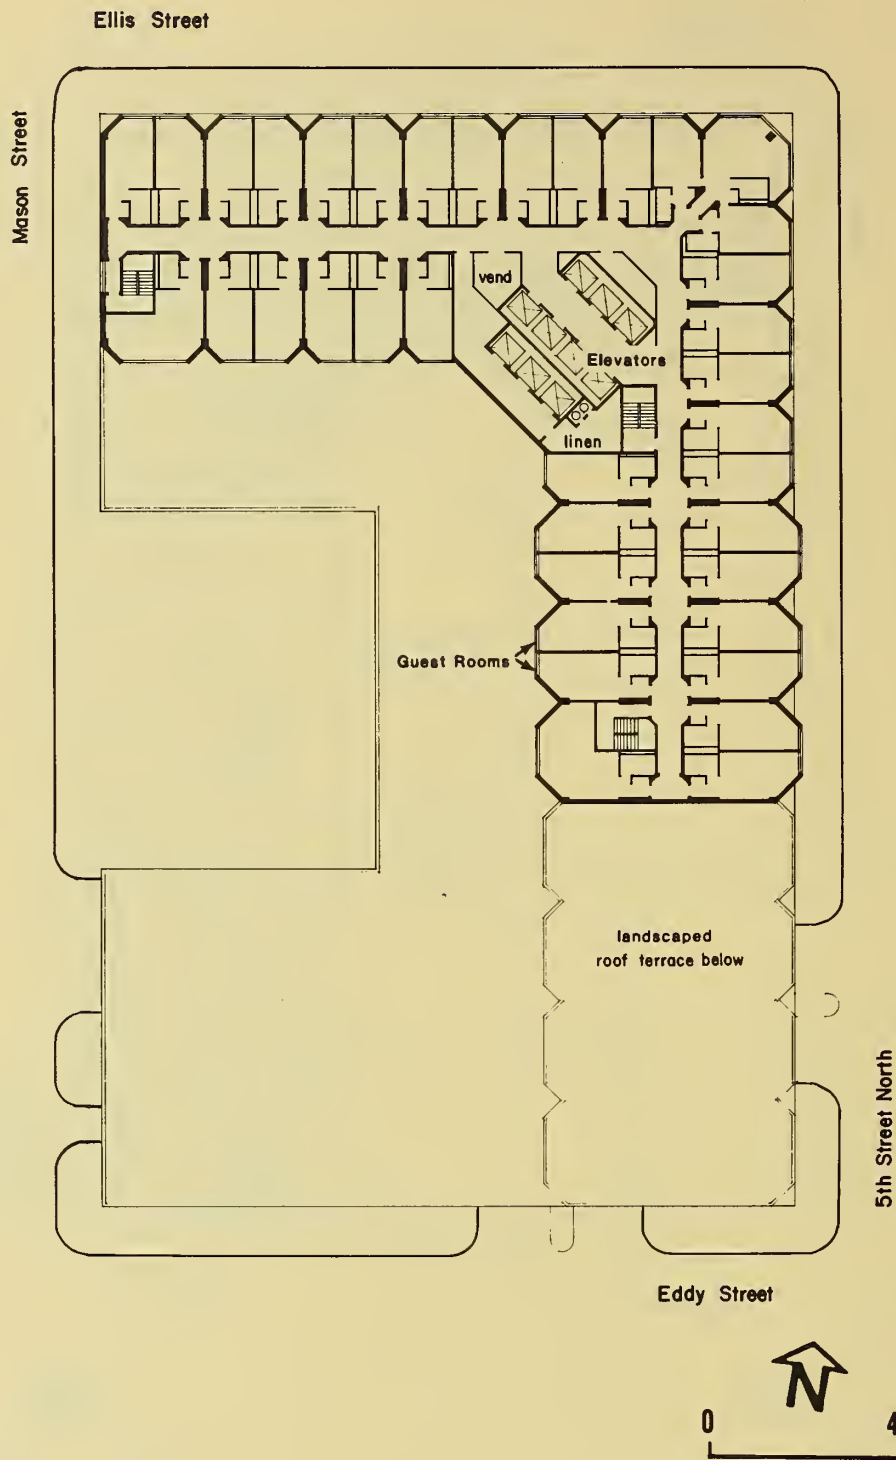 Ellis Street
Mason Street
vend
Elevators
linen
Guest Rooms
landscaped
roof terrace below
5th Street North
Eddy Street
N
0 4